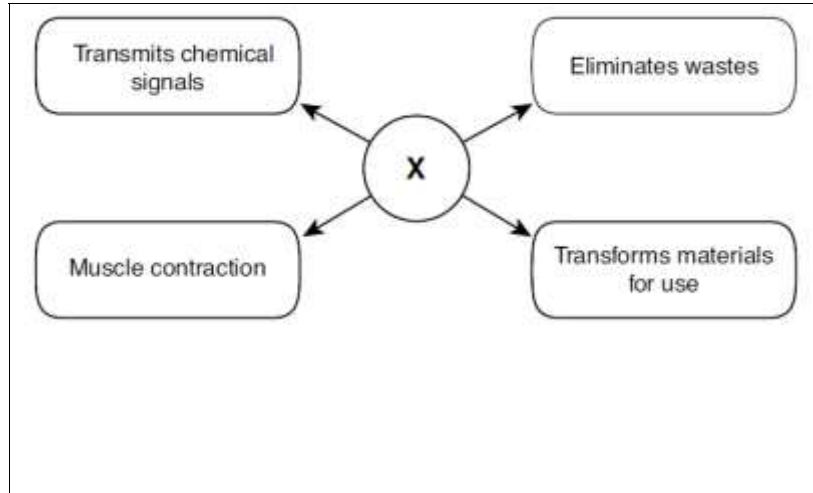 Transmits chemical
signals
Eliminates wastes
X
Muscle contraction
Transforms materials
for use